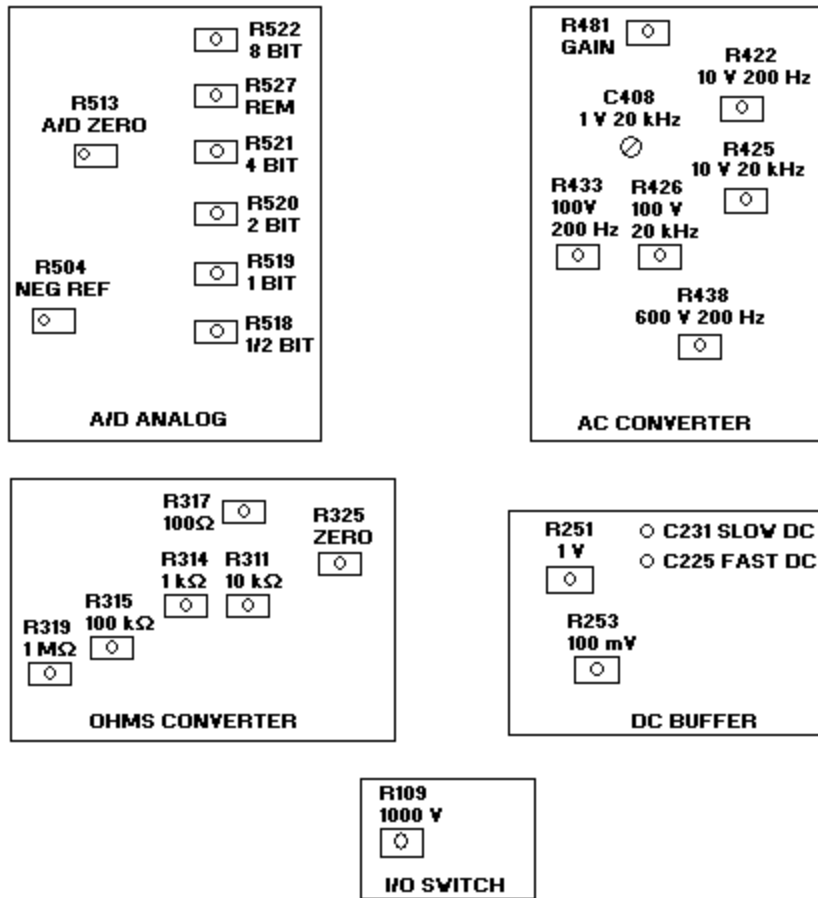 R522
8 BIT
R527
REM
R513
A/D ZERO
R521
4 BIT
R520
2 BIT
R504
NEG REF
R519
1 BIT
R518
1/2 BIT
A/D ANALOG
R481
GAIN
R422
10 V 200 Hz
C408
1 V 20 kHz
R425
10 V 20 kHz
R433
100V
200 Hz
R426
100 V
20 kHz
R438
600 V 200 Hz
AC CONVERTER
R317
100Ω
R325
ZERO
R314
1 kΩ
R311
10 kΩ
R315
100 kΩ
R319
1 MΩ
OHMS CONVERTER
R251
1 V
C231 SLOW DC
C225 FAST DC
R253
100 mV
DC BUFFER
R109
1000 V
I/O SWITCH